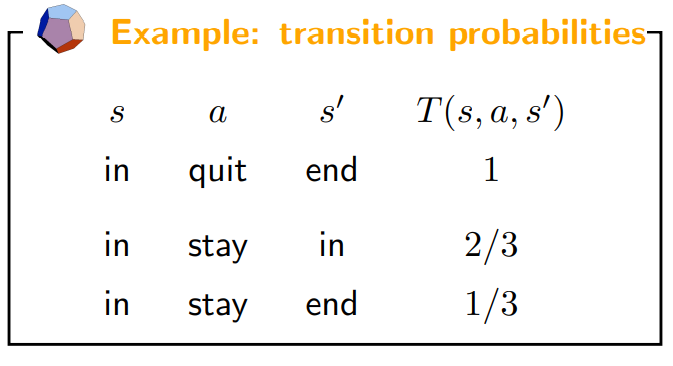 Example: transition probabilities
s a s′ T(s, a, s′)
in quit end 1
in stay in 2/3
in stay end 1/3